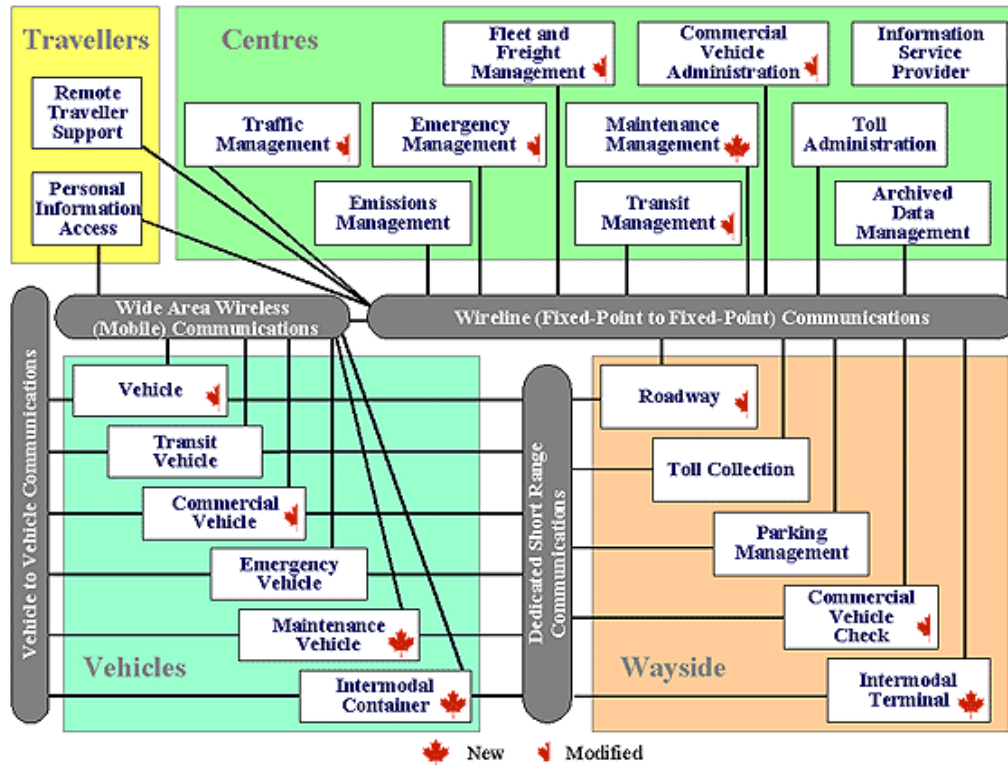 Travellers
Remote
Traveller
Support
Personal
Information
Access
Centres
Fleet and
Freight
Management
Commercial
Vehicle
Administration
Information
Service
Provider
Traffic
Management
Emergency
Management
Maintenance
Management
Toll
Administration
Emissions
Management
Transit
Management
Archived
Data
Management
Wide Area Wireless
(Mobile) Communications
Wireline (Fixed-Point to Fixed-Point) Communications
Vehicle to Vehicle Communications
Vehicle
Transit
Vehicle
Commercial
Vehicle
Emergency
Vehicle
Maintenance
Vehicle
Intermodal
Container
Vehicles
Dedicated Short Range
Communications
Roadway
Toll Collection
Parking
Management
Commercial
Vehicle
Check
Intermodal
Terminal
Wayside
New
Modified